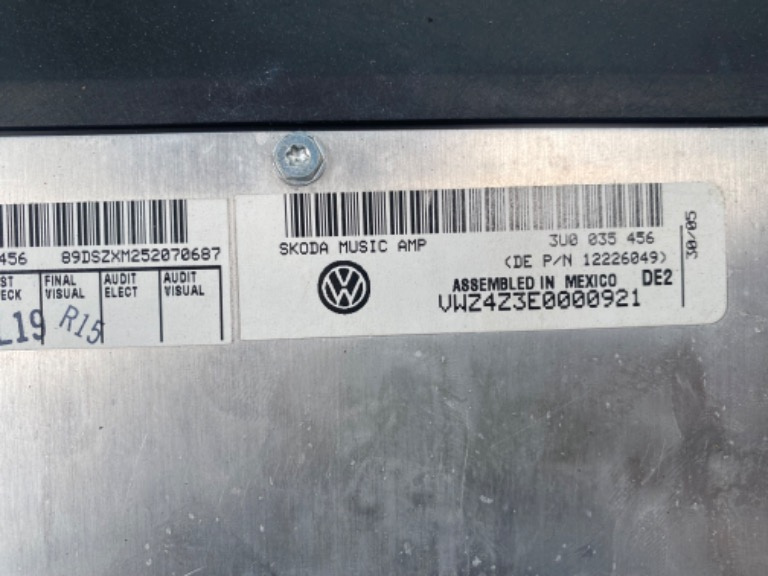 456 89DSZXM252070687
ST
ECK
FINAL
VISUAL
AUDIT
ELECT
AUDIT
VISUAL
L19 R15
SKODA MUSIC AMP
3U0 035 456
(DE P/N 12226049)
ASSEMBLED IN MEXICO DE2
VWZ4Z3E0000921
30/05